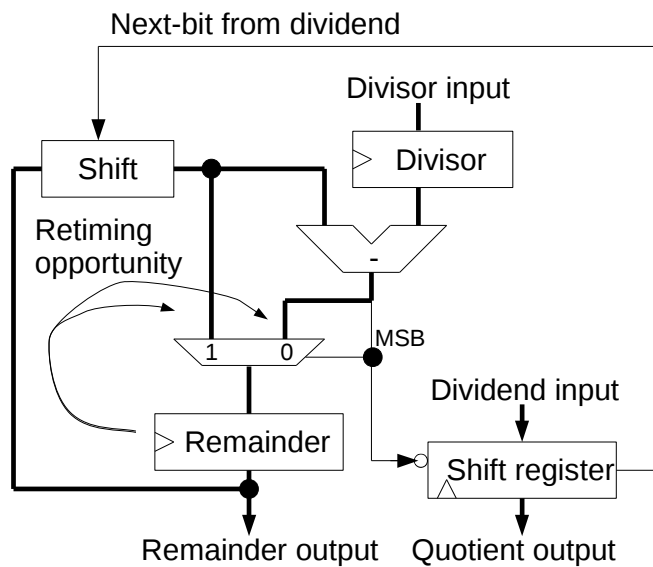 Next-bit from dividend
Divisor input
Shift
Divisor
Retiming
opportunity
-
1 0
MSB
Dividend input
Remainder
Shift register
Remainder output
Quotient output